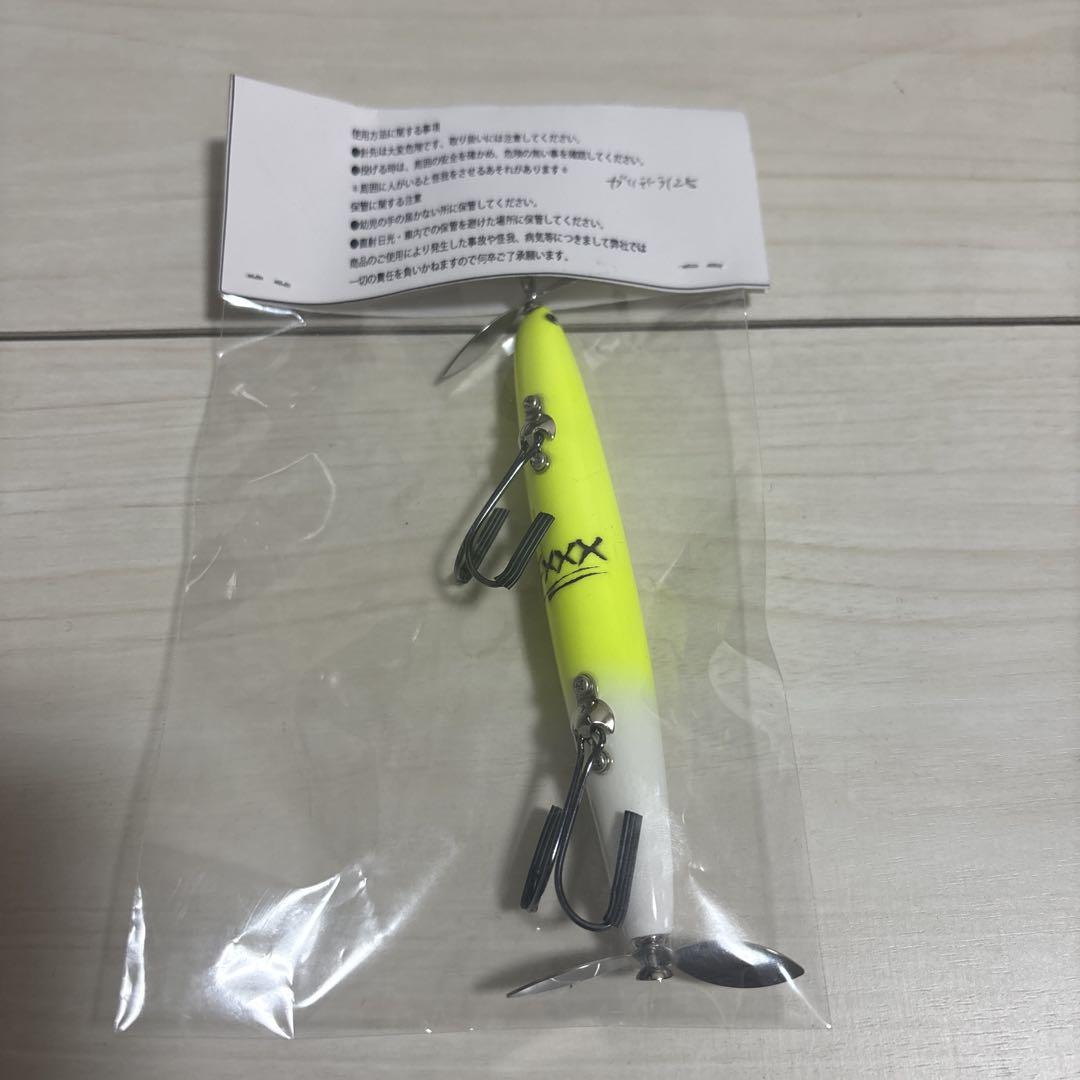 使用方法に関する事項
●針先は大変危険です。取り扱いには注意してください。
●投げる時は、周囲の安全を確かめ、危険の無い事を確認してください。
＊周囲に人がいると怪我をさせるおそれがあります＊
保管に関する注意
●幼児の手の届かない所に保管してください。
●直射日光・車内での保管を避けた場所に保管してください。
商品のご使用により発生した事故や怪我、病気等につきまして弊社では
一切の責任を負いかねますので何卒ご了承願います。
XXX